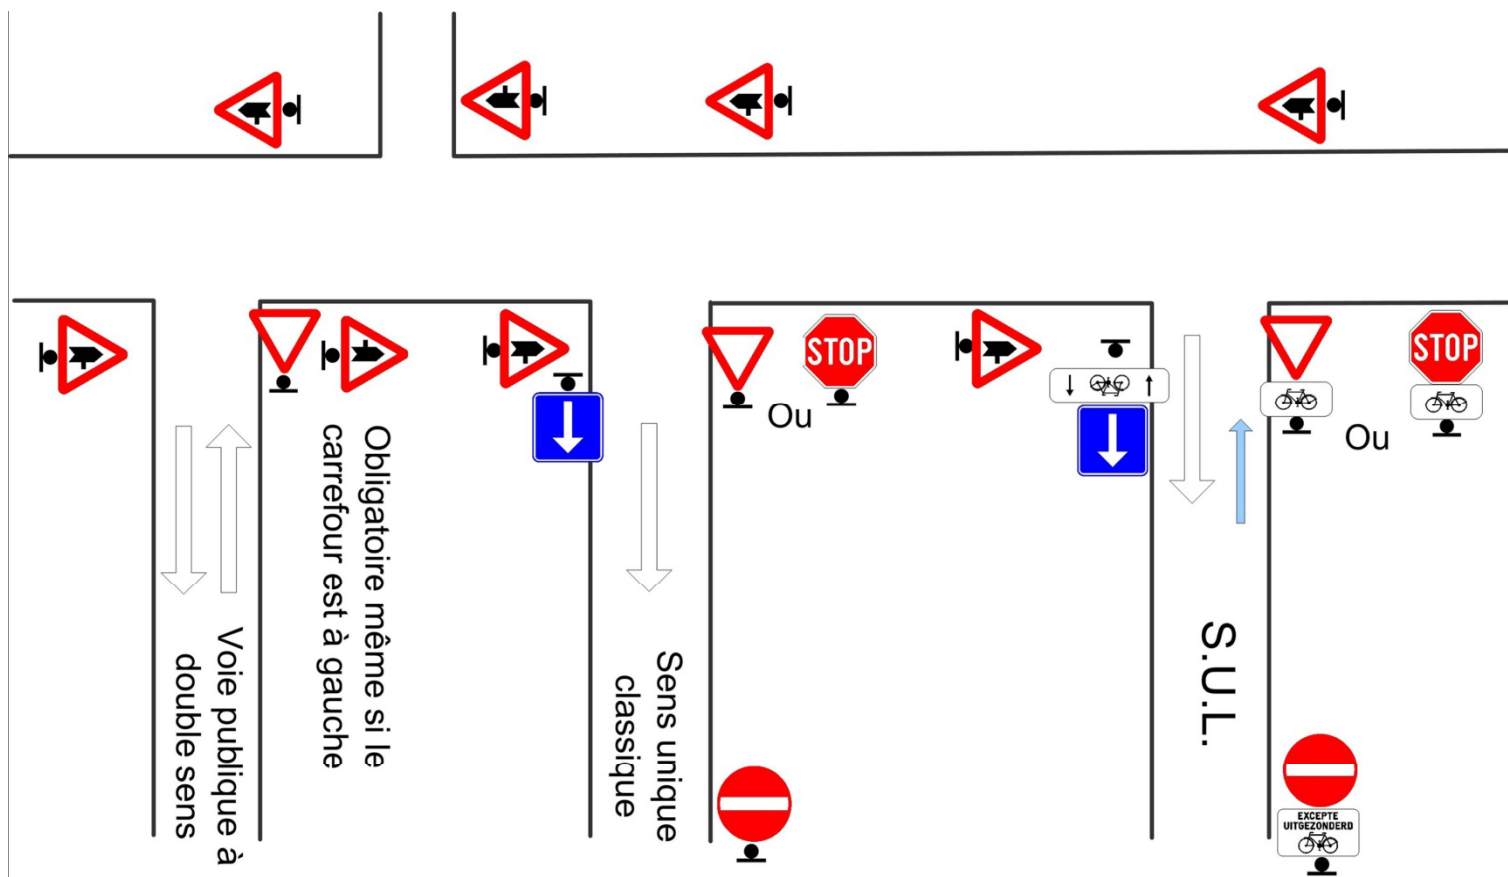 STOP
STOP
Ou
Ou
Obligatoire même si le
carrefour est à gauche
Voie publique à
double sens
Sens unique
classique
S.U.L.
EXCEPTE
UITGEZONDERD